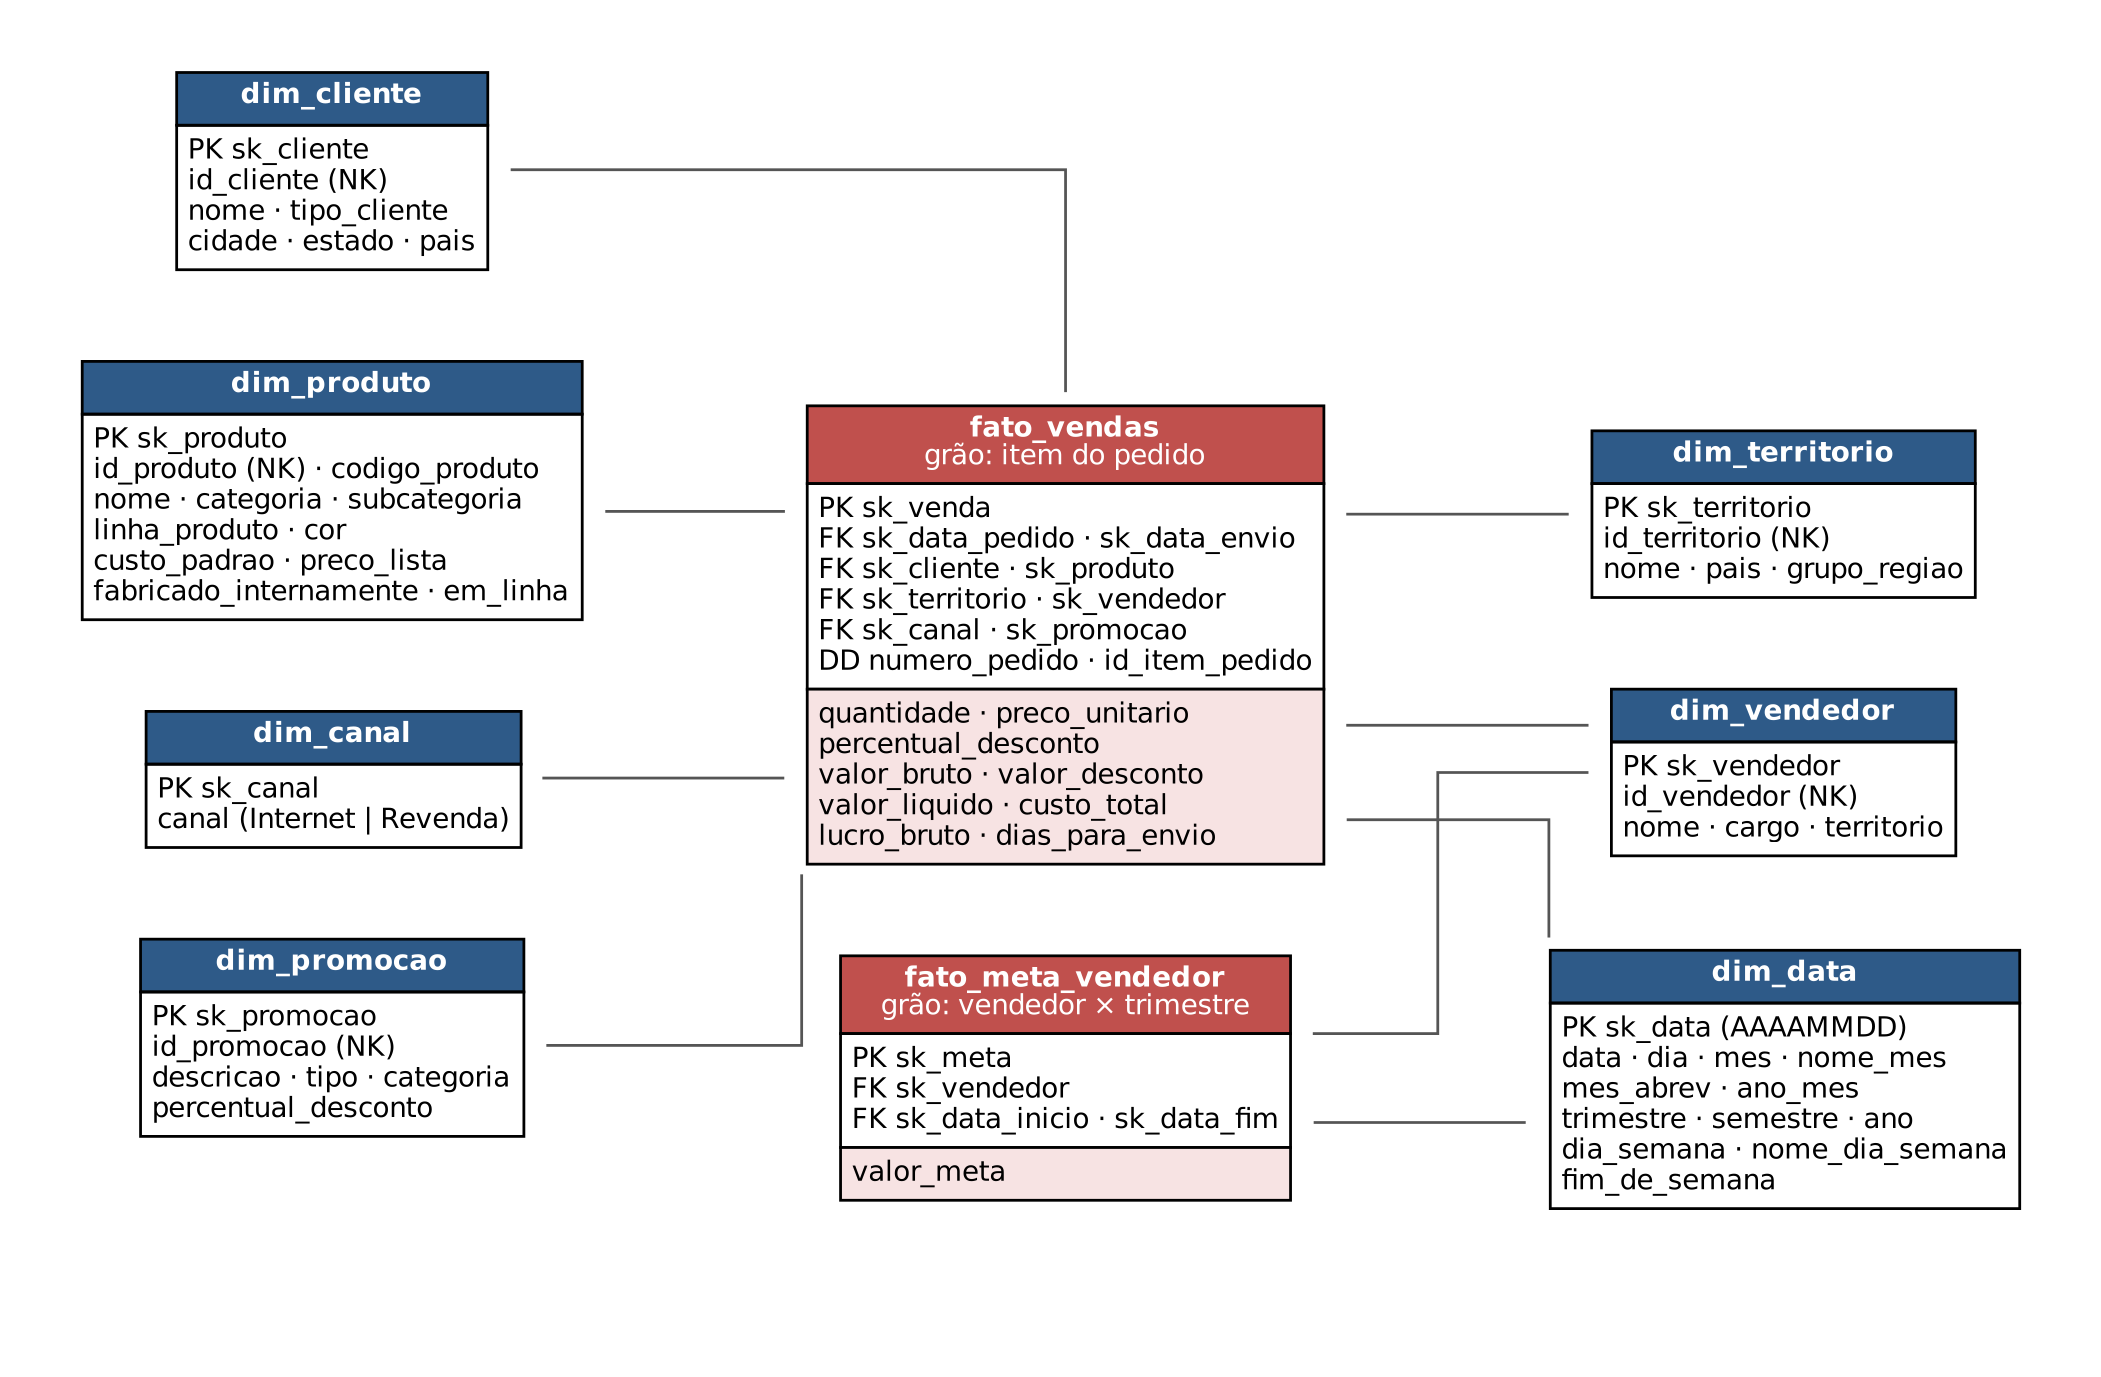 dim_cliente
PK sk_cliente
id_cliente (NK)
nome · tipo_cliente
cidade · estado · pais
dim_produto
PK sk_produto
id_produto (NK) · codigo_produto
nome · categoria · subcategoria
linha_produto · cor
custo_padrao · preco_lista
fabricado_internamente · em_linha
dim_canal
PK sk_canal
canal (Internet | Revenda)
dim_promocao
PK sk_promocao
id_promocao (NK)
descricao · tipo · categoria
percentual_desconto
fato_vendas
grão: item do pedido
PK sk_venda
FK sk_data_pedido · sk_data_envio
FK sk_cliente · sk_produto
FK sk_territorio · sk_vendedor
FK sk_canal · sk_promocao
DD numero_pedido · id_item_pedido
quantidade · preco_unitario
percentual_desconto
valor_bruto · valor_desconto
valor_liquido · custo_total
lucro_bruto · dias_para_envio
fato_meta_vendedor
grão: vendedor × trimestre
PK sk_meta
FK sk_vendedor
FK sk_data_inicio · sk_data_fim
valor_meta
dim_territorio
PK sk_territorio
id_territorio (NK)
nome · pais · grupo_regiao
dim_vendedor
PK sk_vendedor
id_vendedor (NK)
nome · cargo · territorio
dim_data
PK sk_data (AAAAMMDD)
data · dia · mes · nome_mes
mes_abrev · ano_mes
trimestre · semestre · ano
dia_semana · nome_dia_semana
fim_de_semana